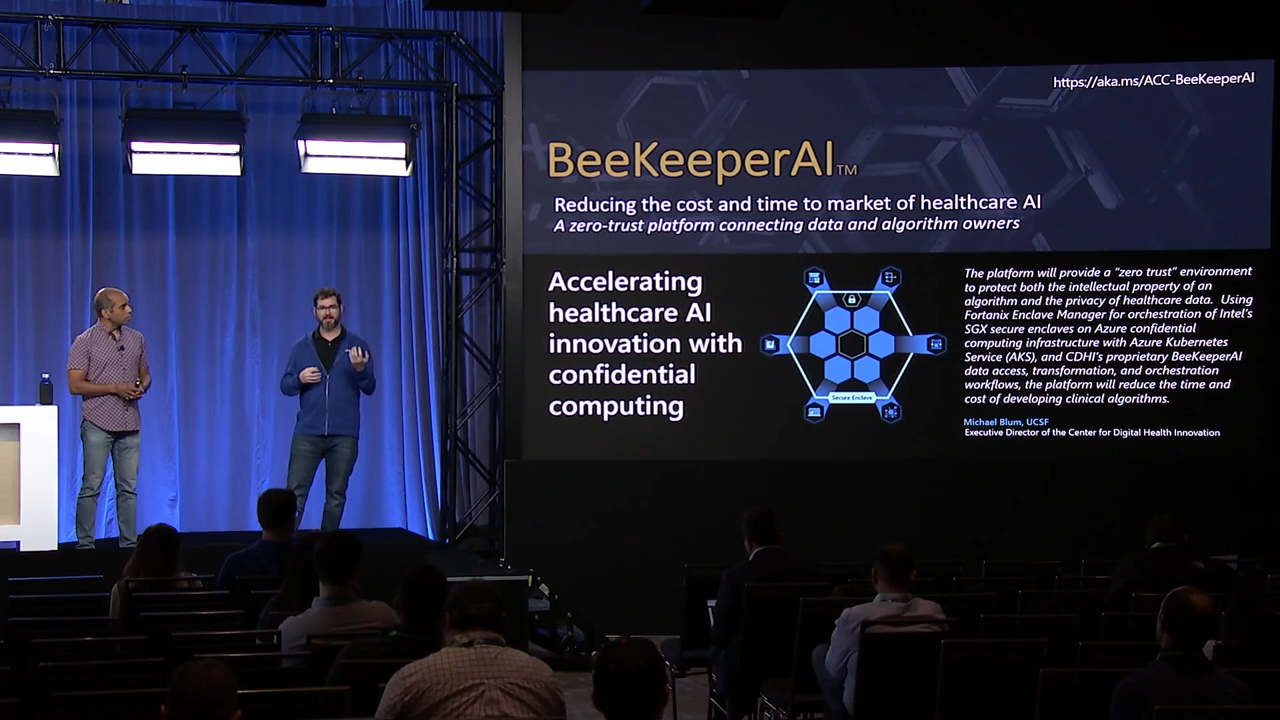 https://aka.ms/ACC-BeeKeeperAI
BeeKeeperAI™
Reducing the cost and time to market of healthcare AI
A zero-trust platform connecting data and algorithm owners
Accelerating
healthcare AI
innovation with
confidential
computing
Secure Enclave
The platform will provide a “zero trust” environment
to protect both the intellectual property of an
algorithm and the privacy of healthcare data.  Using
Fortanix Enclave Manager for orchestration of Intel’s
SGX secure enclaves on Azure confidential
computing infrastructure with Azure Kubernetes
Service (AKS), and CDHI’s proprietary BeeKeeperAI
data access, transformation, and orchestration
workflows, the platform will reduce the time and
cost of developing clinical algorithms.
Michael Blum, UCSF
Executive Director of the Center for Digital Health Innovation